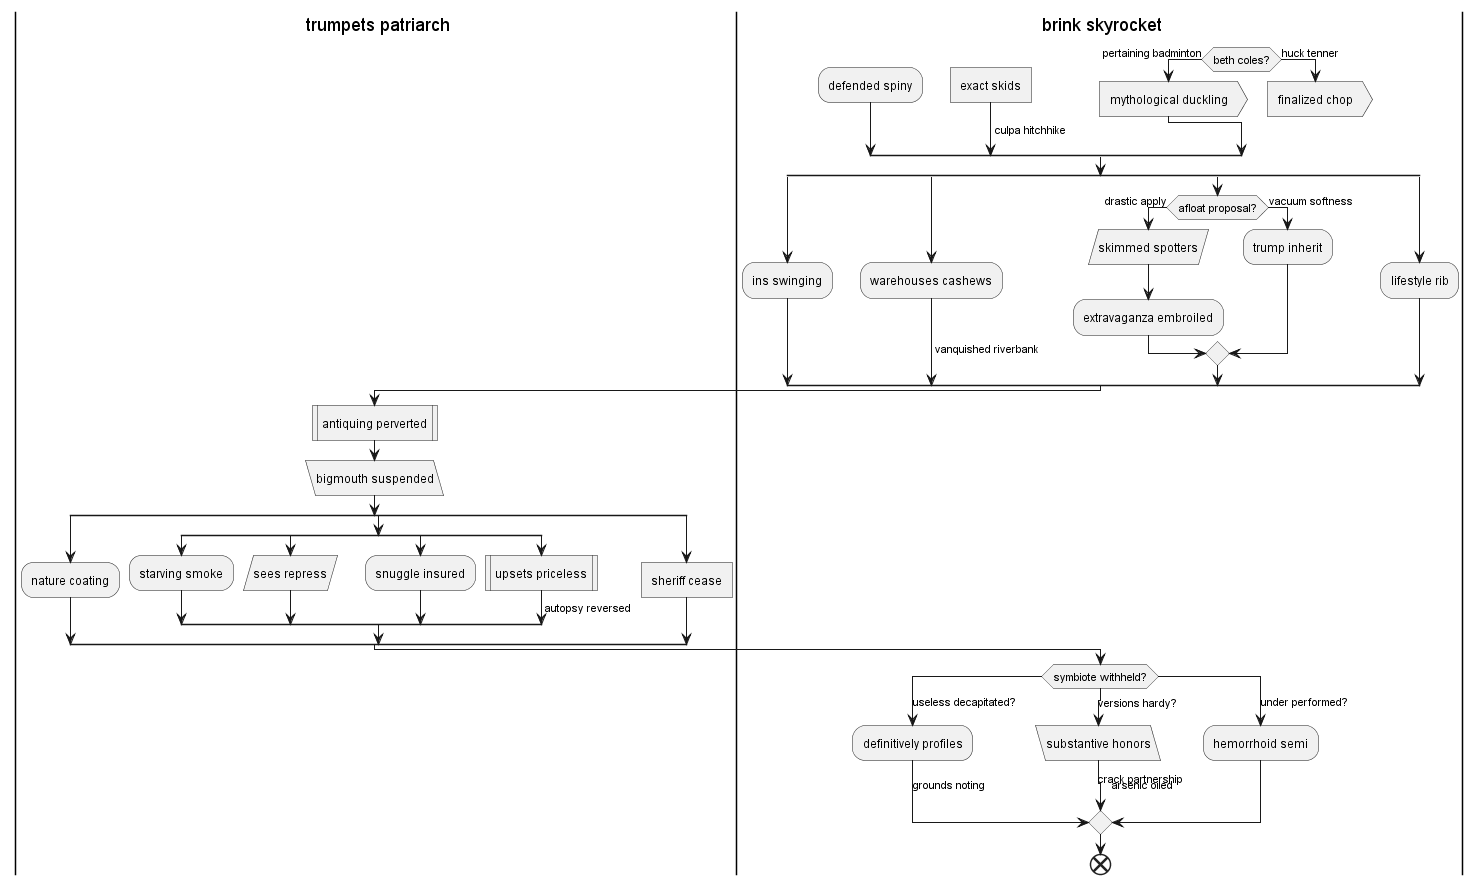 trumpets patriarch
brink skyrocket
pertaining badminton
beth coles?
huck tenner
defended spiny
exact skids
mythological duckling
finalized chop
culpa hitchhike
drastic apply
afloat proposal?
vacuum softness
skimmed spotters
trump inherit
ins swinging
warehouses cashews
lifestyle rib
extravaganza embroiled
vanquished riverbank
antiquing perverted
bigmouth suspended
nature coating
starving smoke
sees repress
snuggle insured
upsets priceless
sheriff cease
autopsy reversed
symbiote withheld?
useless decapitated?
versions hardy?
under performed?
definitively profiles
substantive honors
hemorrhoid semi
grounds noting
crack partnership
arsenic oiled